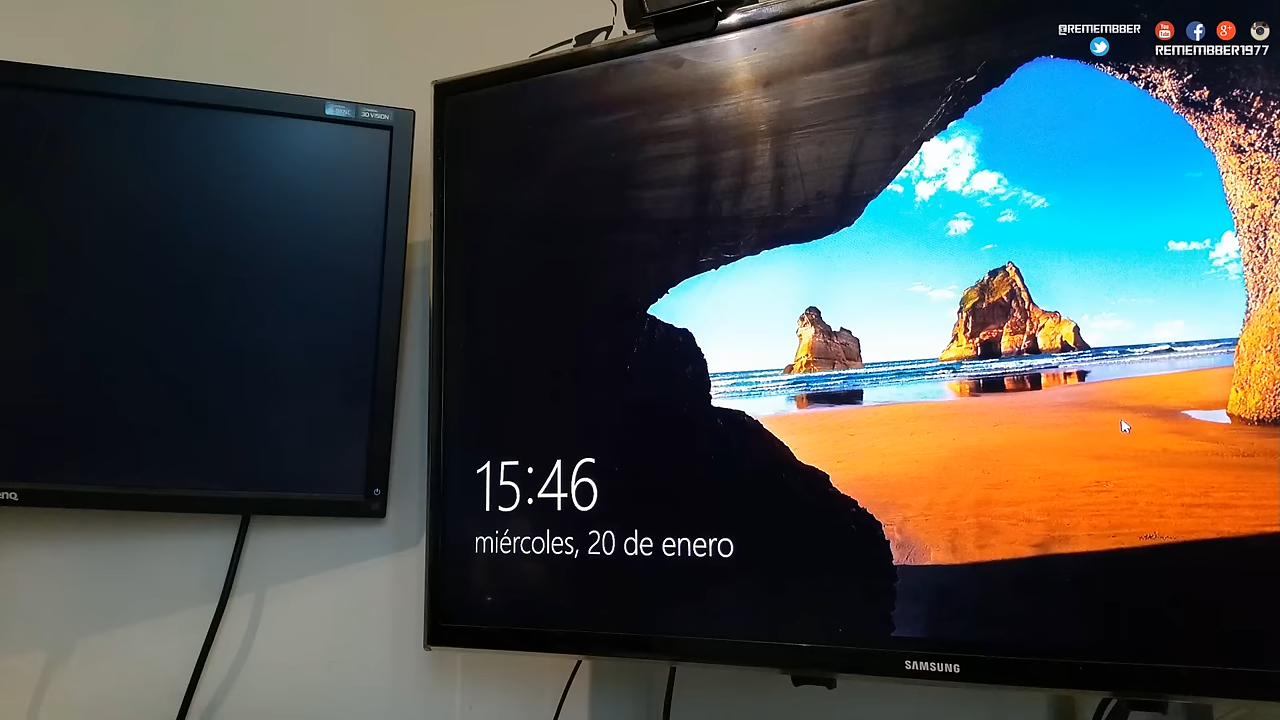 @REMEMBBER
REMEMBBER1977
3D VISION
15:46
miércoles, 20 de enero
SAMSUNG